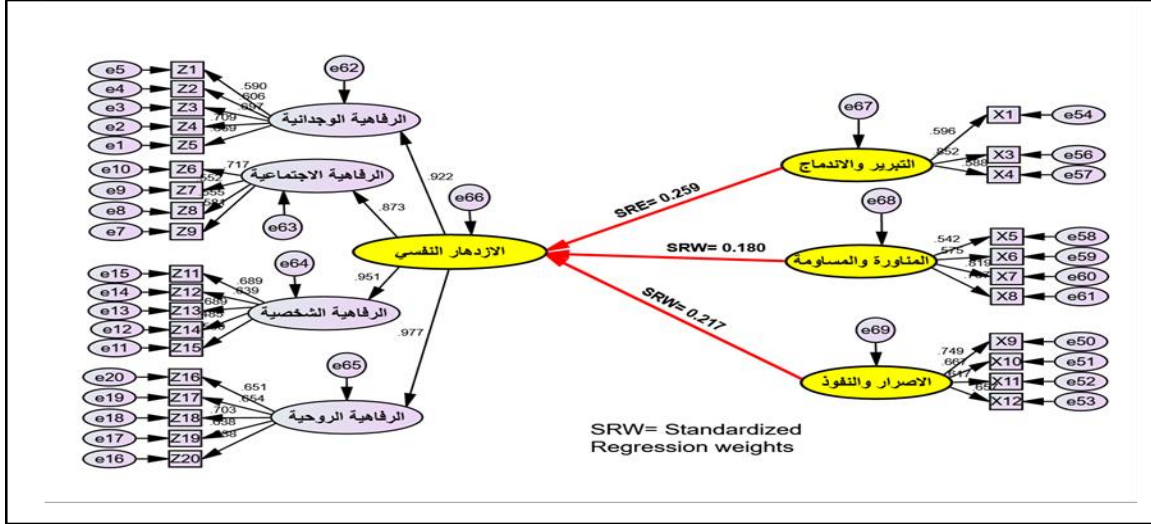 e5
Z1
.590
e4
Z2
.606
e3
Z3
.697
e2
Z4
.709
e1
Z5
e62
الرفاهية الوجدانية
.922
e10
Z6
.717
e9
Z7
e8
Z8
e7
Z9
الرفاهية الاجتماعية
e63
.873
e66
الازدهار النفسي
e64
e15
Z11
.689
e14
Z12
.639
e13
Z13
.689
e12
Z14
e11
Z15
الرفاهية الشخصية
.951
.977
e65
e20
Z16
.651
e19
Z17
.654
e18
Z18
.703
e17
Z19
e16
Z20
الرفاهية الروحية
SRE= 0.259
SRW= 0.180
SRW= 0.217
e67
التبرير والاندماج
.596
X1
e54
X3
e56
.588
X4
e57
e68
المناورة والمساومة
.542
X5
e58
.575
X6
e59
.819
X7
e60
X8
e61
e69
الاصرار والنفوذ
.749
X9
e50
.667
X10
e51
.617
X11
e52
X12
e53
SRW= Standardized
Regression weights